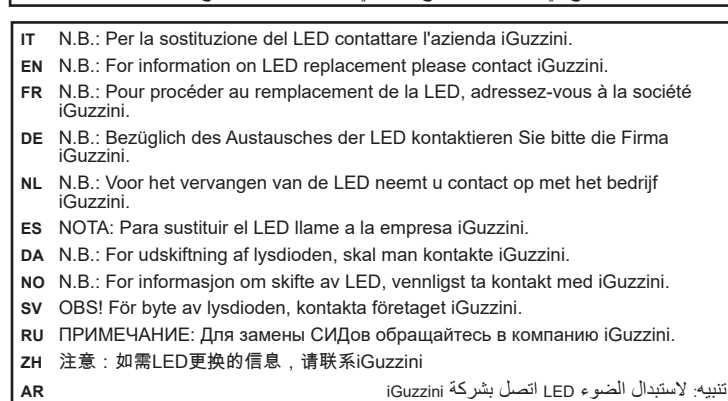 IT N.B.: Per la sostituzione del LED contattare l'azienda iGuzzini.
EN N.B.: For information on LED replacement please contact iGuzzini.
FR N.B.: Pour procéder au remplacement de la LED, adressez-vous à la société
iGuzzini.
DE N.B.: Bezüglich des Austausches der LED kontaktieren Sie bitte die Firma
iGuzzini.
NL N.B.: Voor het vervangen van de LED neemt u contact op met het bedrijf
iGuzzini.
ES NOTA: Para sustituir el LED llame a la empresa iGuzzini.
DA N.B.: For udskiftning af lysdioden, skal man kontakte iGuzzini.
NO N.B.: For informasjon om skifte av LED, vennligst ta kontakt med iGuzzini.
SV OBS! För byte av lysdioden, kontakta företaget iGuzzini.
RU ПРИМЕЧАНИЕ: Для замены СИДов обращайтесь в компанию iGuzzini.
ZH 注意：如需LED更换的信息，请联系iGuzzini
AR تنبيه: لاستبدال الضوء LED اتصل بشركة iGuzzini